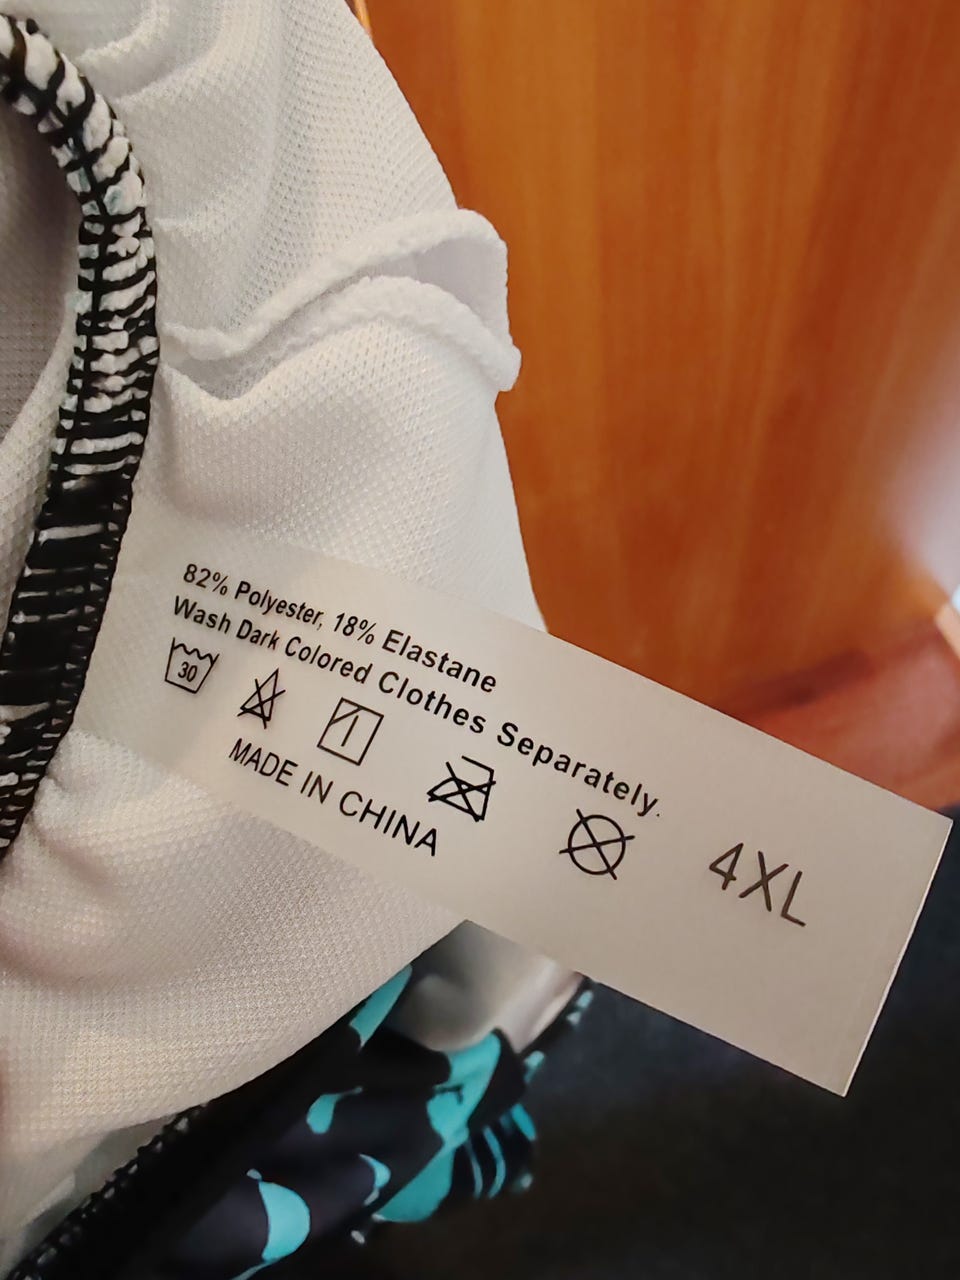 82% Polyester, 18% Elastane
Wash Dark Colored Clothes Separately.
30
MADE IN CHINA
4XL